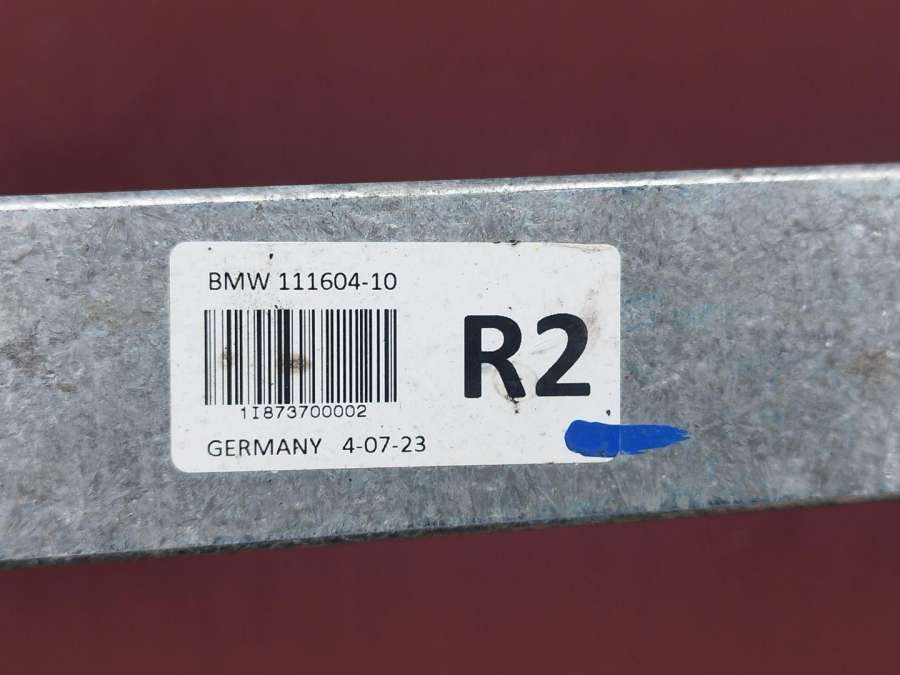 BMW 111604-10
R2
1I873700002
GERMANY 4-07-23